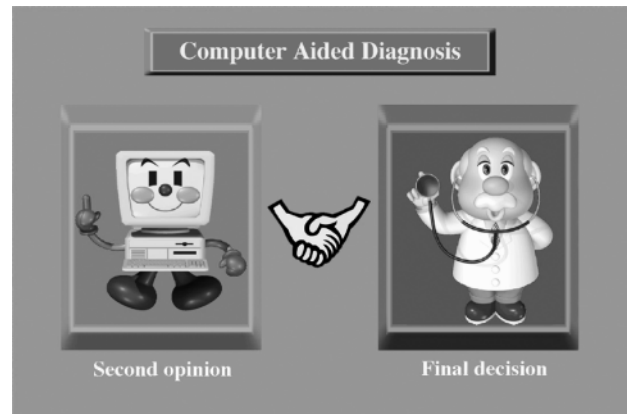 Computer Aided Diagnosis
Second opinion
Final decision